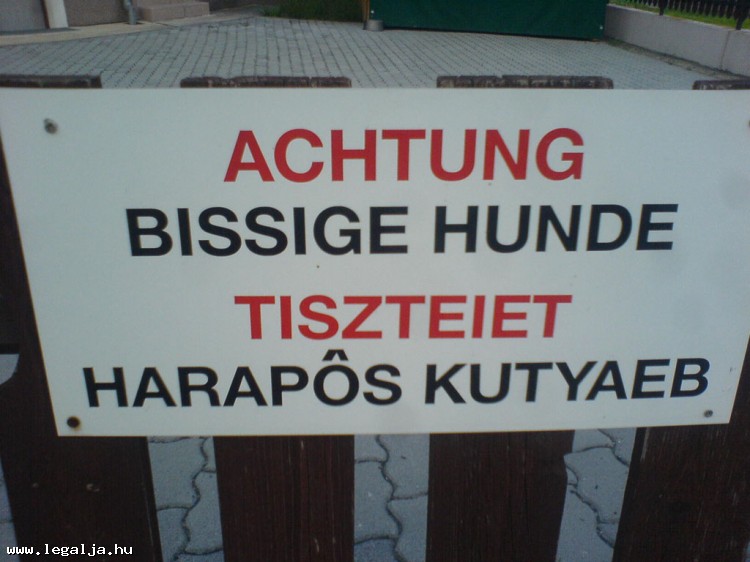 ACHTUNG
BISSIGE HUNDE
TISZTEIET
HARAPÔS KUTYAEB
www.legalja.hu